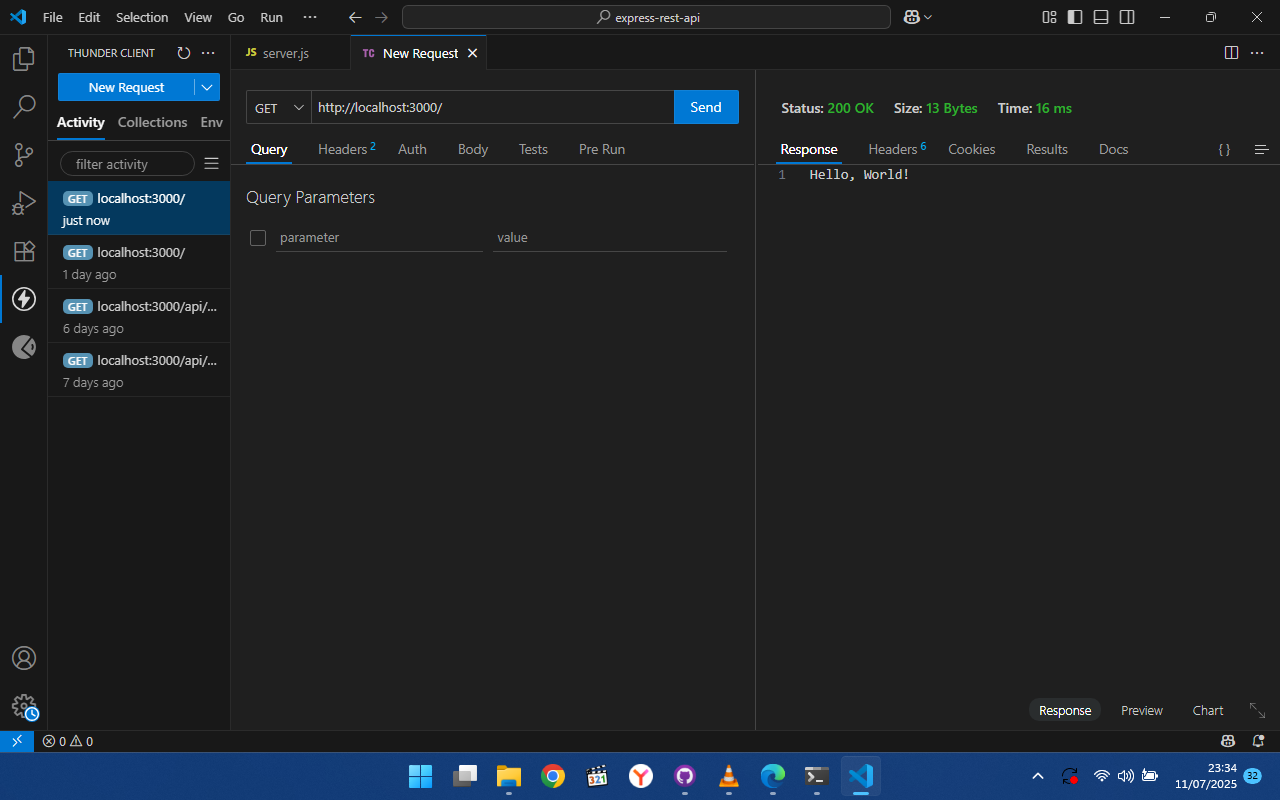 File Edit Selection View Go Run ···
express-rest-api
THUNDER CLIENT
New Request
Activity Collections Env
filter activity
GET localhost:3000/
just now
GET localhost:3000/
1 day ago
GET localhost:3000/api/...
6 days ago
GET localhost:3000/api/...
7 days ago
JS server.js
TC New Request
GET http://localhost:3000/ Send
Query Headers 2 Auth Body Tests Pre Run
Query Parameters
parameter value
Status: 200 OK Size: 13 Bytes Time: 16 ms
Response Headers 6 Cookies Results Docs { }
1 Hello, World!
Response Preview Chart
0 0
321
23:34
11/07/2025
32